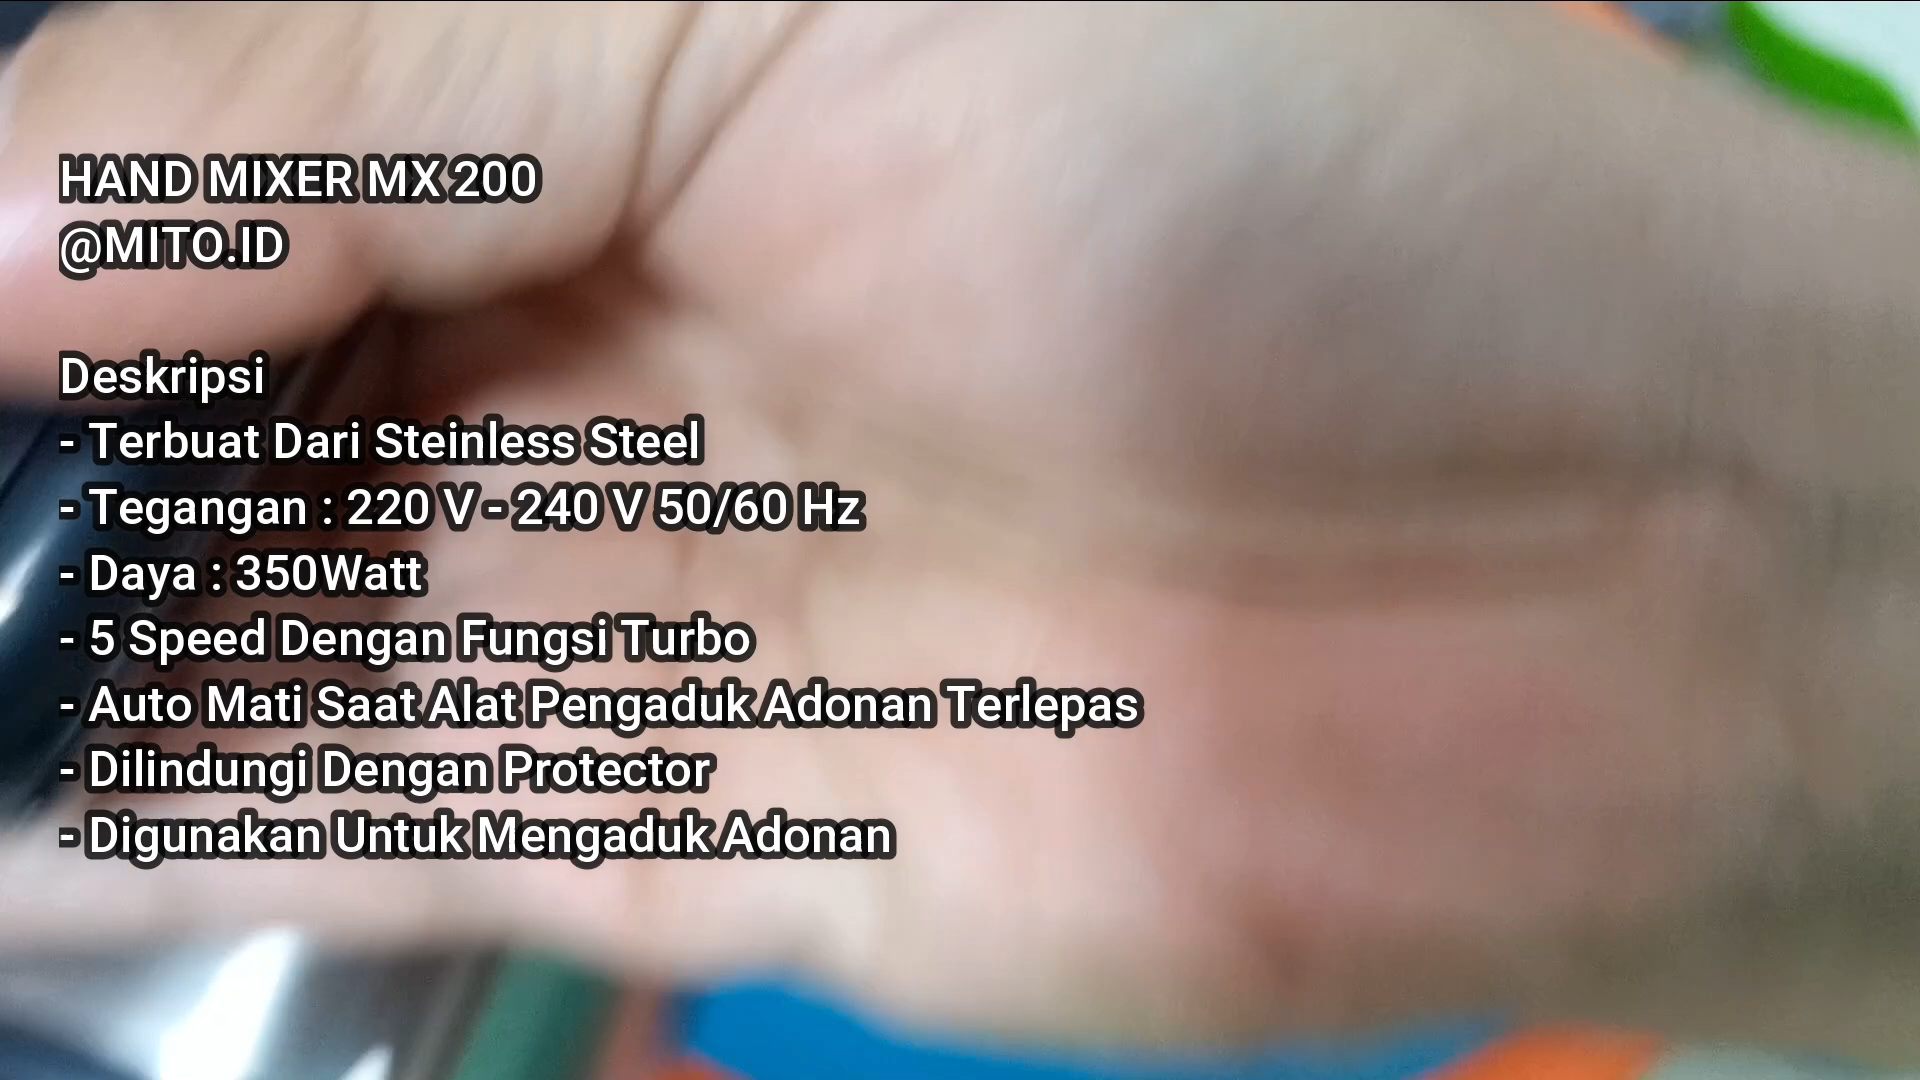 HAND MIXER MX 200
@MITO.ID
Deskripsi
- Terbuat Dari Steinless Steel
- Tegangan : 220 V - 240 V 50/60 Hz
- Daya : 350Watt
- 5 Speed Dengan Fungsi Turbo
- Auto Mati Saat Alat Pengaduk Adonan Terlepas
- Dilindungi Dengan Protector
- Digunakan Untuk Mengaduk Adonan